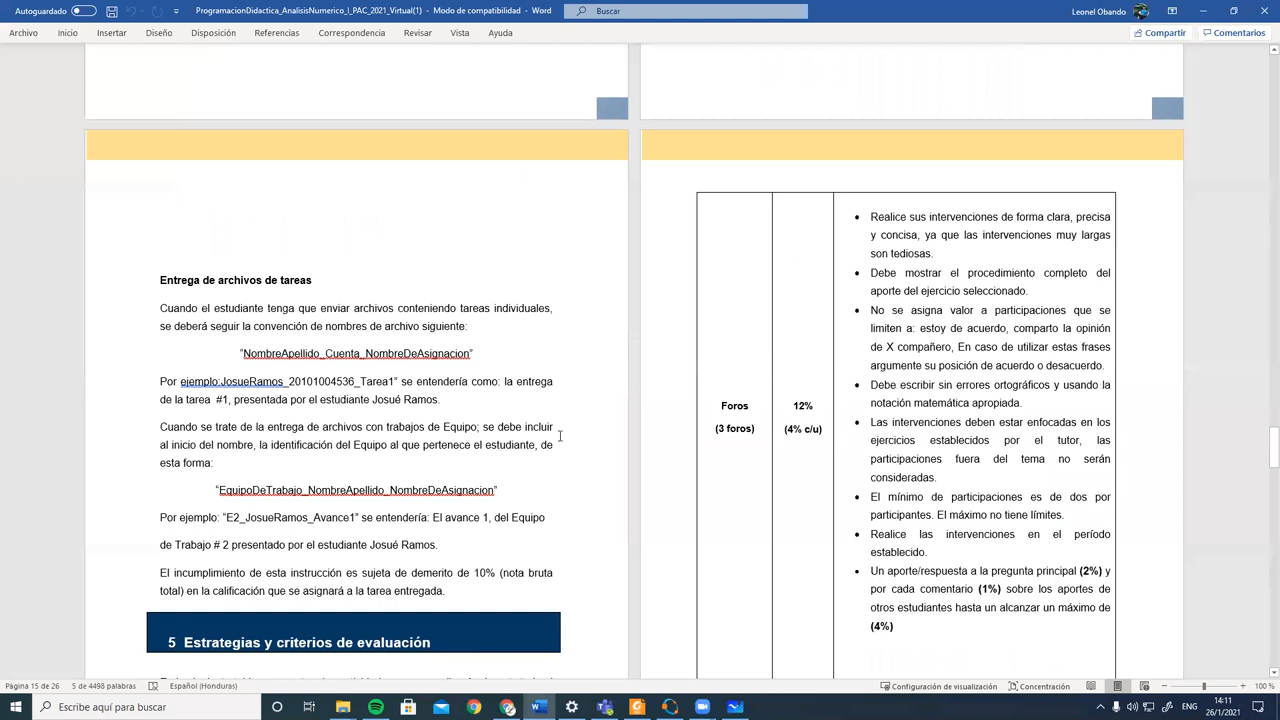 Autoguardado
ProgramacionDidactica_AnalisisNumerico_I_PAC_2021_Virtual(1) - Modo de compatibilidad - Word
Buscar
Leonel Obando
Archivo Inicio Insertar Diseño Disposición Referencias Correspondencia Revisar Vista Ayuda
Compartir
Comentarios
Entrega de archivos de tareas
Cuando el estudiante tenga que enviar archivos conteniendo tareas individuales,
se deberá seguir la convención de nombres de archivo siguiente:
"NombreApellido_Cuenta_NombreDeAsignacion"
Por ejemplo:JosueRamos_20101004536_Tarea1" se entendería como: la entrega
de la tarea #1, presentada por el estudiante Josué Ramos.
Cuando se trate de la entrega de archivos con trabajos de Equipo; se debe incluir
al inicio del nombre, la identificación del Equipo al que pertenece el estudiante, de
esta forma:
"EquipoDeTrabajo_NombreApellido_NombreDeAsignacion"
Por ejemplo: "E2_JosueRamos_Avance1" se entendería: El avance 1, del Equipo
de Trabajo # 2 presentado por el estudiante Josué Ramos.
El incumplimiento de esta instrucción es sujeta de demerito de 10% (nota bruta
total) en la calificación que se asignará a la tarea entregada.
5 Estrategias y criterios de evaluación
Foros
(3 foros)
12%
(4% c/u)
• Realice sus intervenciones de forma clara, precisa
y concisa, ya que las intervenciones muy largas
son tediosas.
• Debe mostrar el procedimiento completo del
aporte del ejercicio seleccionado.
• No se asigna valor a participaciones que se
limiten a: estoy de acuerdo, comparto la opinión
de X compañero, En caso de utilizar estas frases
argumente su posición de acuerdo o desacuerdo.
• Debe escribir sin errores ortográficos y usando la
notación matemática apropiada.
• Las intervenciones deben estar enfocadas en los
ejercicios establecidos por el tutor, las
participaciones fuera del tema no serán
consideradas.
• El mínimo de participaciones es de dos por
participantes. El máximo no tiene límites.
• Realice las intervenciones en el período
establecido.
• Un aporte/respuesta a la pregunta principal (2%) y
por cada comentario (1%) sobre los aportes de
otros estudiantes hasta un alcanzar un máximo de
(4%)
Página 15 de 26
5 de 4498 palabras
Español (Honduras)
Configuración de visualización
Concentración
100 %
Escribe aquí para buscar
ENG
14:11
26/1/2021